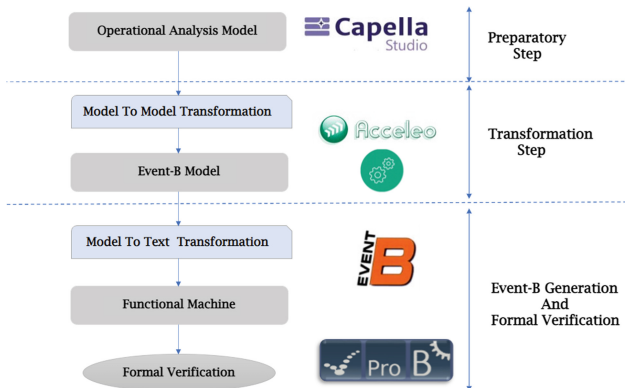 Operational Analysis Model
Capella
Studio
Preparatory
Step
Model To Model Transformation
Acceleo
Transformation
Step
Event-B Model
Model To Text Transformation
EVENT
B
Event-B Generation
And
Formal Verification
Functional Machine
Pro B
Formal Verification